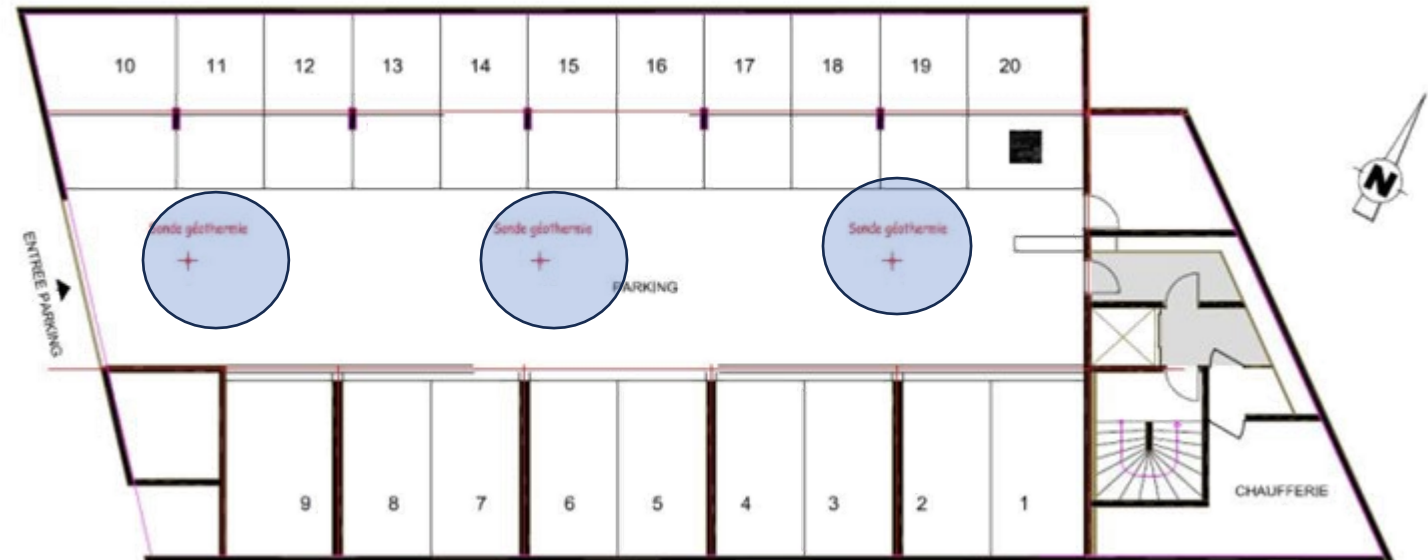 10 11 12 13 14 15 16 17 18 19 20
Sonde géothermie Sonde géothermie Sonde géothermie
N
ENTREE PARKING
PARKING
9 8 7 6 5 4 3 2 1
CHAUFFERIE